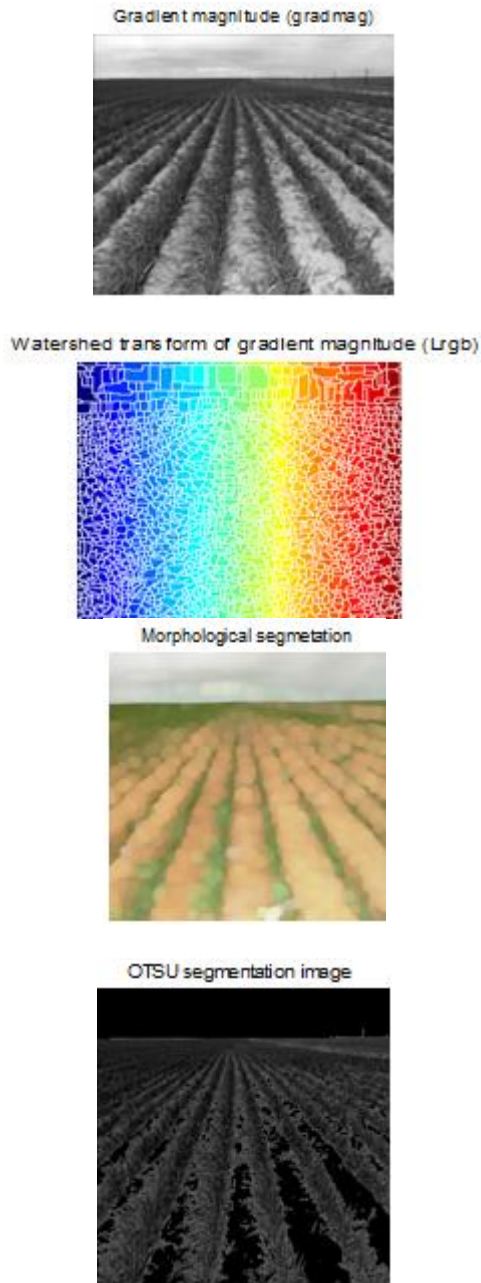 Gradient magnitude (gradmag)
Watershed transform of gradient magnitude (Lrgb)
Morphological segmetation
OTSU segmentation image